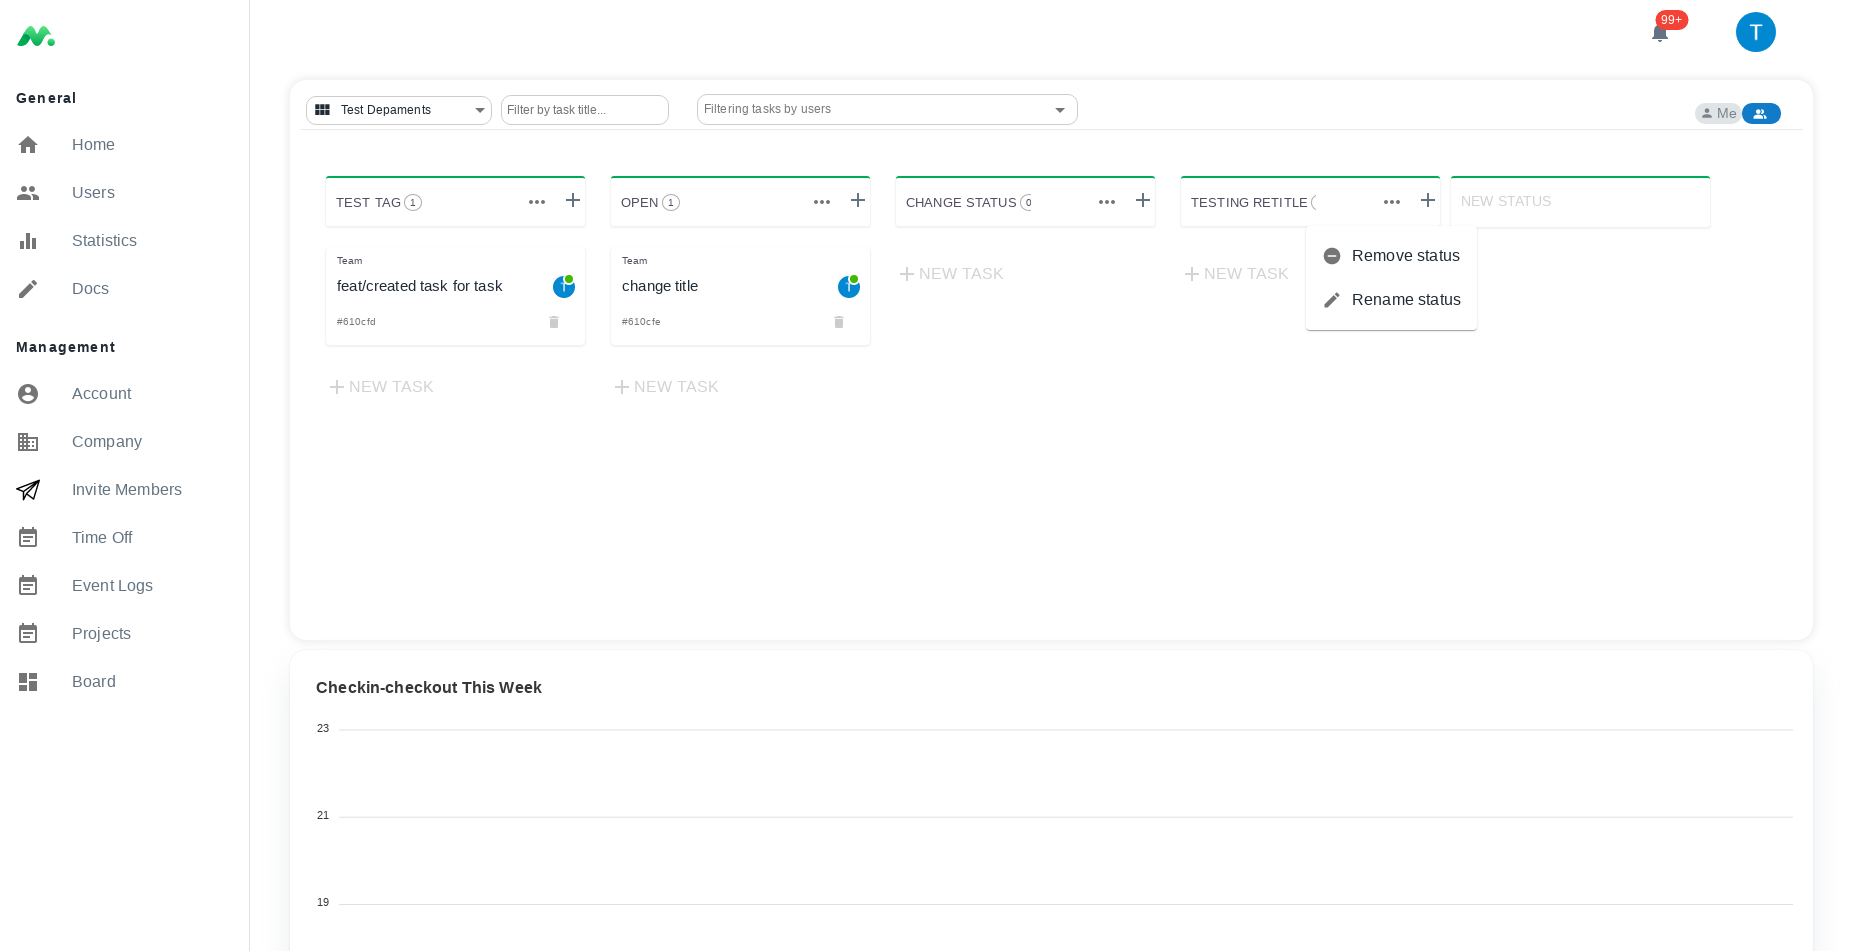 99+
T
General
Home
Users
Statistics
Docs
Management
Account
Company
Invite Members
Time Off
Event Logs
Projects
Board
Test Depaments
Filter by task title...
Filtering tasks by users
Me
TEST TAG 1
OPEN 1
CHANGE STATUS 0
TESTING RETITLE
NEW STATUS
Team
feat/created task for task
T
#610cfd
NEW TASK
Team
change title
T
#610cfe
NEW TASK
NEW TASK
NEW TASK
Remove status
Rename status
Checkin-checkout This Week
23
21
19